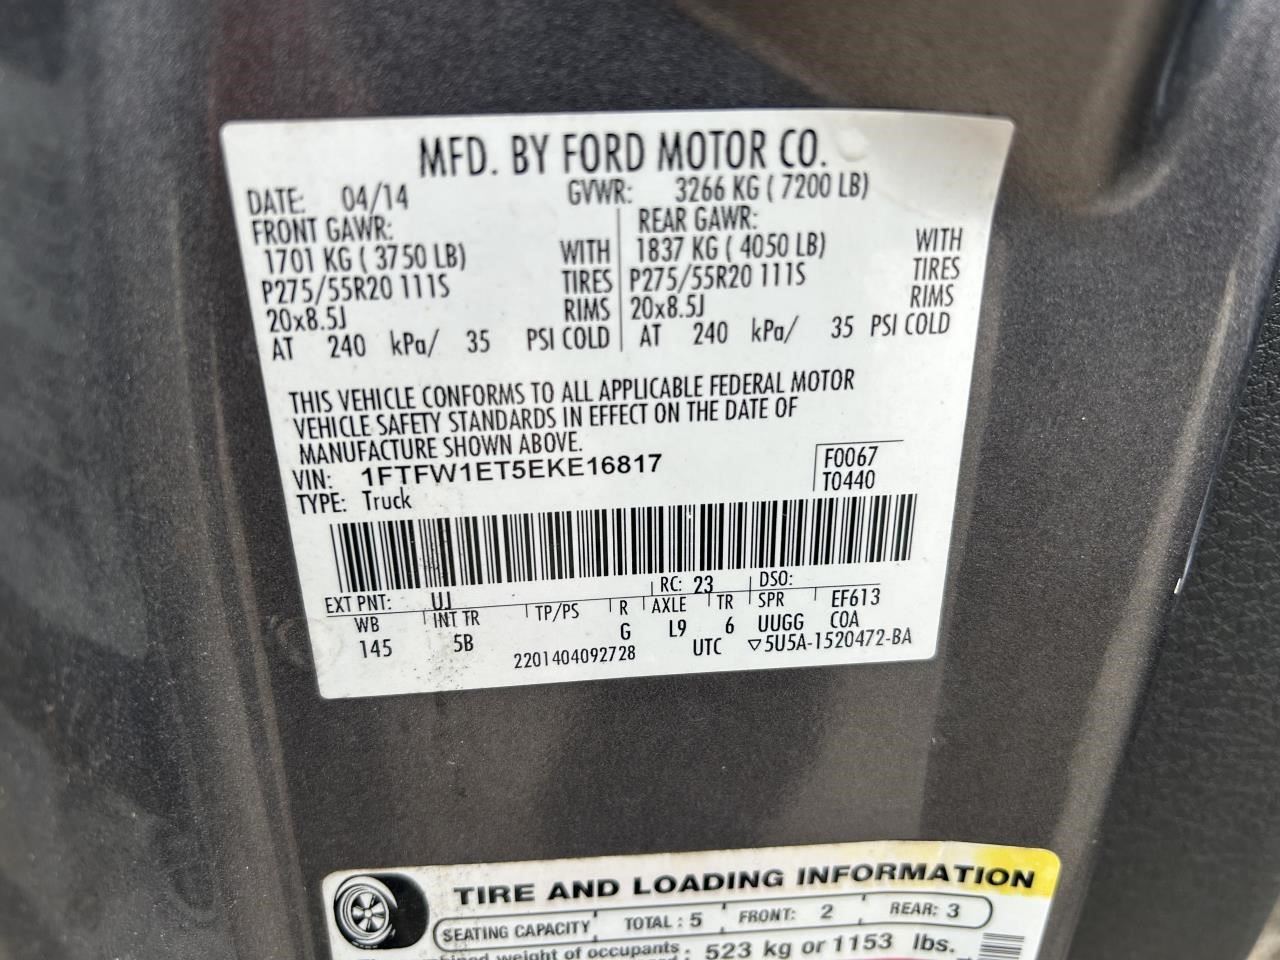 MFD. BY FORD MOTOR CO.
DATE: 04/14 GVWR: 3266 KG ( 7200 LB)
FRONT GAWR: REAR GAWR:
1701 KG ( 3750 LB) WITH 1837 KG ( 4050 LB) WITH
P275/55R20 111S TIRES P275/55R20 111S TIRES
20x8.5J RIMS 20x8.5J RIMS
AT 240 kPa/ 35 PSI COLD AT 240 kPa/ 35 PSI COLD
THIS VEHICLE CONFORMS TO ALL APPLICABLE FEDERAL MOTOR
VEHICLE SAFETY STANDARDS IN EFFECT ON THE DATE OF
MANUFACTURE SHOWN ABOVE.
VIN: 1FTFW1ET5EKE16817 F0067
TYPE: Truck T0440
EXT PNT: UJ RC: 23 DSO:
WB INT TR TP/PS R AXLE TR SPR EF613
145 5B G L9 6 UUGG COA
2201404092728 UTC ▽5U5A-1520472-BA
TIRE AND LOADING INFORMATION
SEATING CAPACITY TOTAL : 5 FRONT: 2 REAR: 3
weight of occupants 523 kg or 1153 lbs.